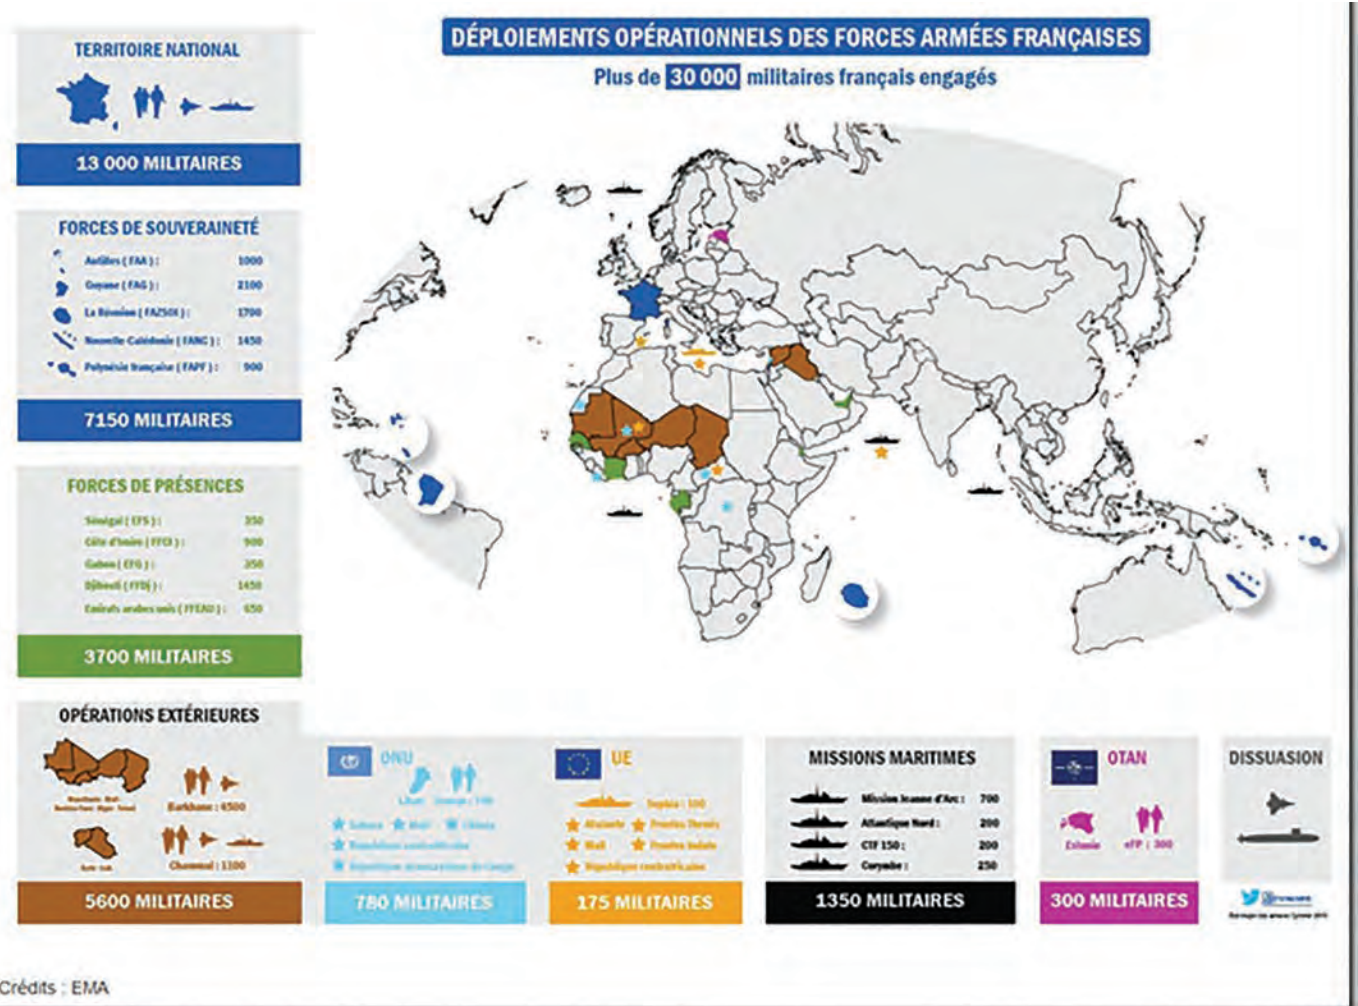 DÉPLOIEMENTS OPÉRATIONNELS DES FORCES ARMÉES FRANÇAISES
Plus de 30 000 militaires français engagés
TERRITOIRE NATIONAL
13 000 MILITAIRES
FORCES DE SOUVERAINETÉ
Antilles ( FAA ) : 1000
Guyane ( FAG ) : 2100
La Réunion ( FAZSOI ) : 1700
Nouvelle Calédonie ( FANC ) : 1450
Polynésie française ( FAPF ) : 900
7150 MILITAIRES
FORCES DE PRÉSENCES
Sénégal ( EFS ) : 350
Côte d'Ivoire ( FFCI ) : 900
Gabon ( EFG ) : 350
Djibouti ( FFDj ) : 1450
Emirats arabes unis ( FFEAU ) : 650
3700 MILITAIRES
OPÉRATIONS EXTÉRIEURES
Barkhane : 4500
Chammal : 1100
5600 MILITAIRES
ONU
Liban
780 MILITAIRES
UE
Sophia :
Mali
République centrafricaine
175 MILITAIRES
MISSIONS MARITIMES
Mission Jeanne d'Arc : 700
Atlantique Nord : 200
CTF 150 : 200
Corymbe : 250
1350 MILITAIRES
OTAN
Estonie eFP : 300
300 MILITAIRES
DISSUASION
Crédits : EMA